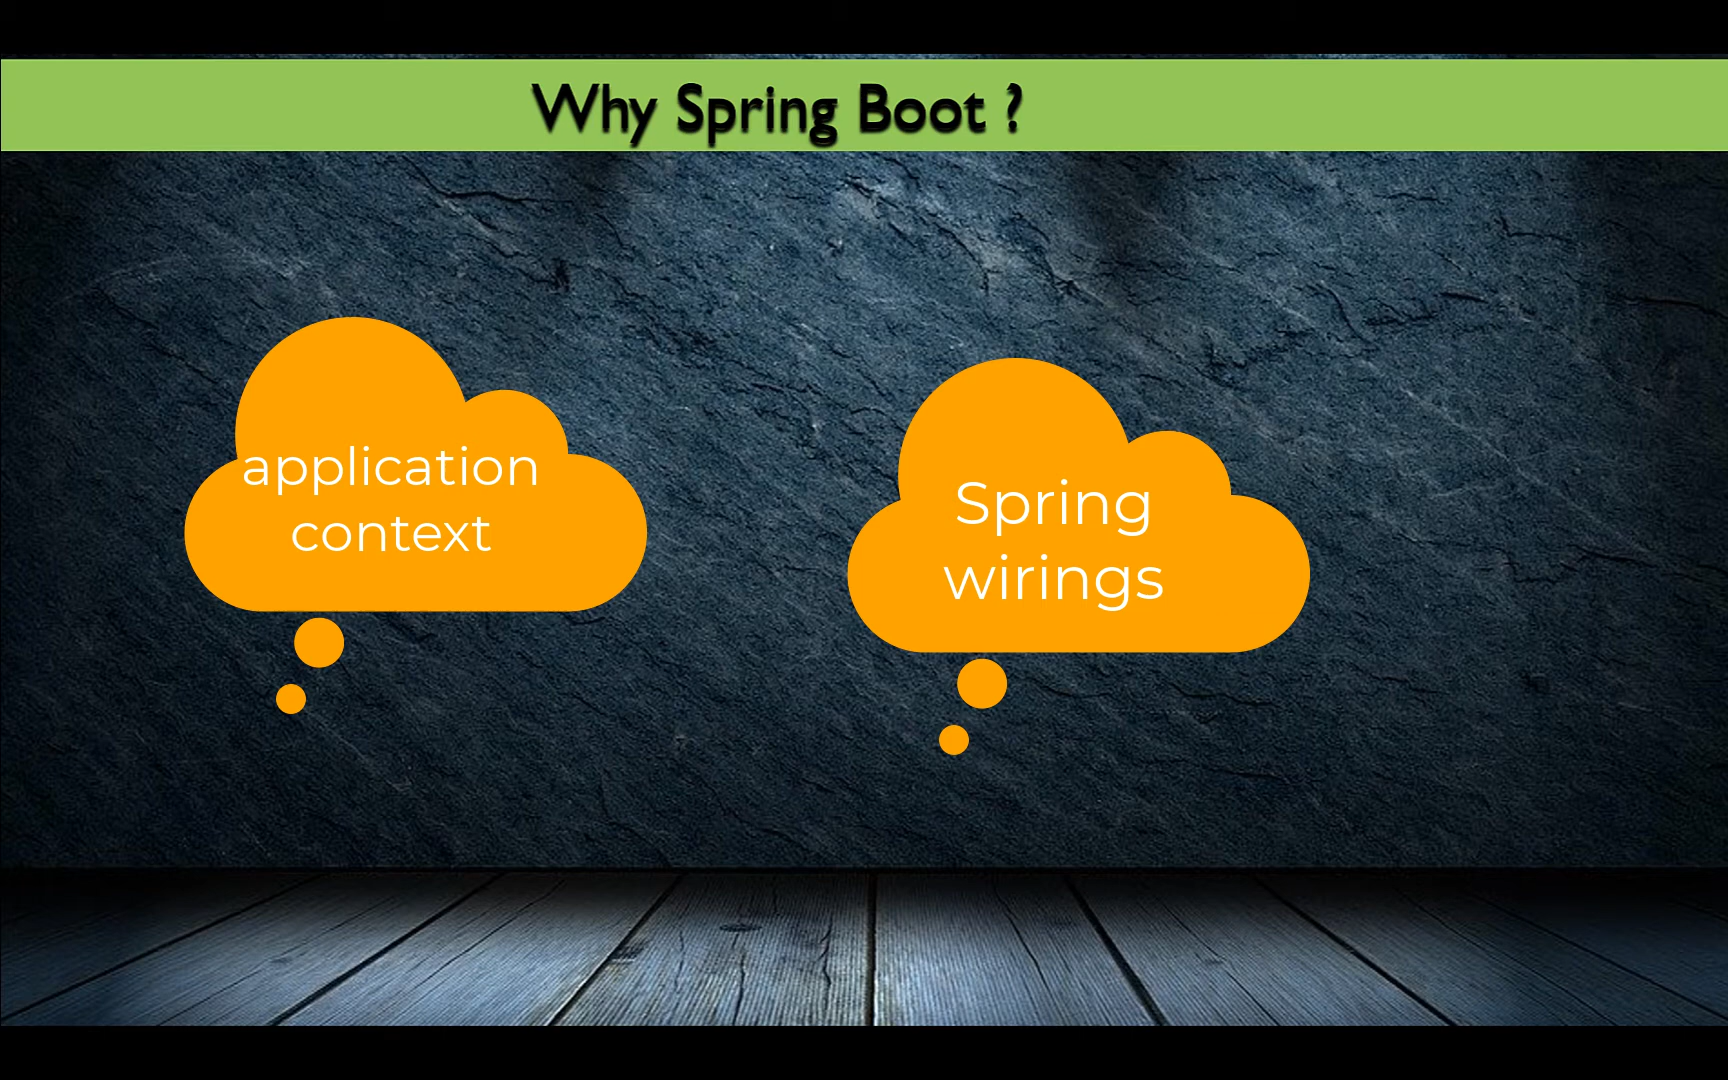 Why Spring Boot ?
application
context
Spring
wirings